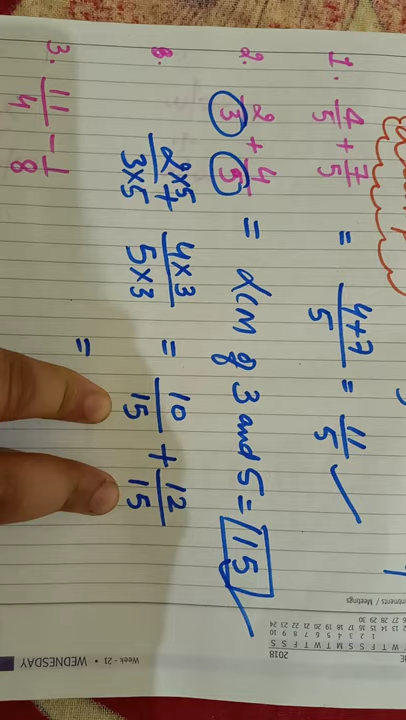 1. 4/5 + 7/5 = 4+7/5 = 11/5 ✓
2. 2/3 + 4/5 = LCM of 3 and 5 = 15
2×5/3×5 + 4×3/5×3 = 10/15 + 12/15
3. 11/4 - 1/8 =
2018
Week - 21 • WEDNESDAY